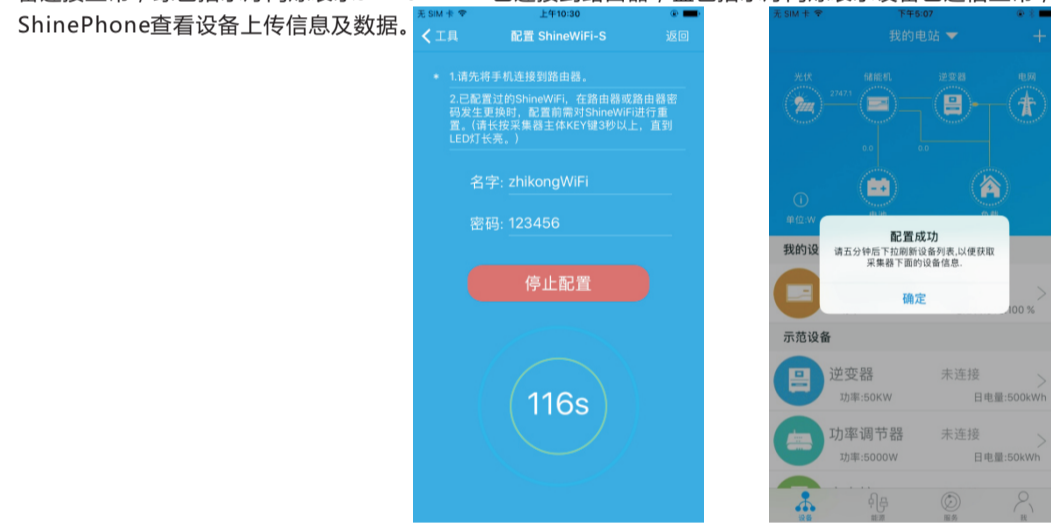 ShinePhone查看设备上传信息及数据。
无 SIM 卡
上午10:30
工具
配置 ShineWiFi-S
返回
1.请先将手机连接到路由器。
2.已配置过的ShineWiFi，在路由器或路由器密
码发生更换时，配置前需对ShineWiFi进行重
置。(请长按采集器主体KEY键3秒以上，直到
LED灯长亮。)
名字: zhikongWiFi
密码: 123456
停止配置
116s
无 SIM 卡
下午5:07
我的电站
光伏
储能机
逆变器
电网
2747.1
0.0
0.0
单位:W
配置成功
请五分钟后下拉刷新设备列表,以便获取
采集器下面的设备信息.
确定
我的设
100 %
示范设备
逆变器
未连接
功率:50KW
日电量:500kWh
功率调节器
未连接
功率:5000W
日电量:50kWh
设备
能源
服务
我